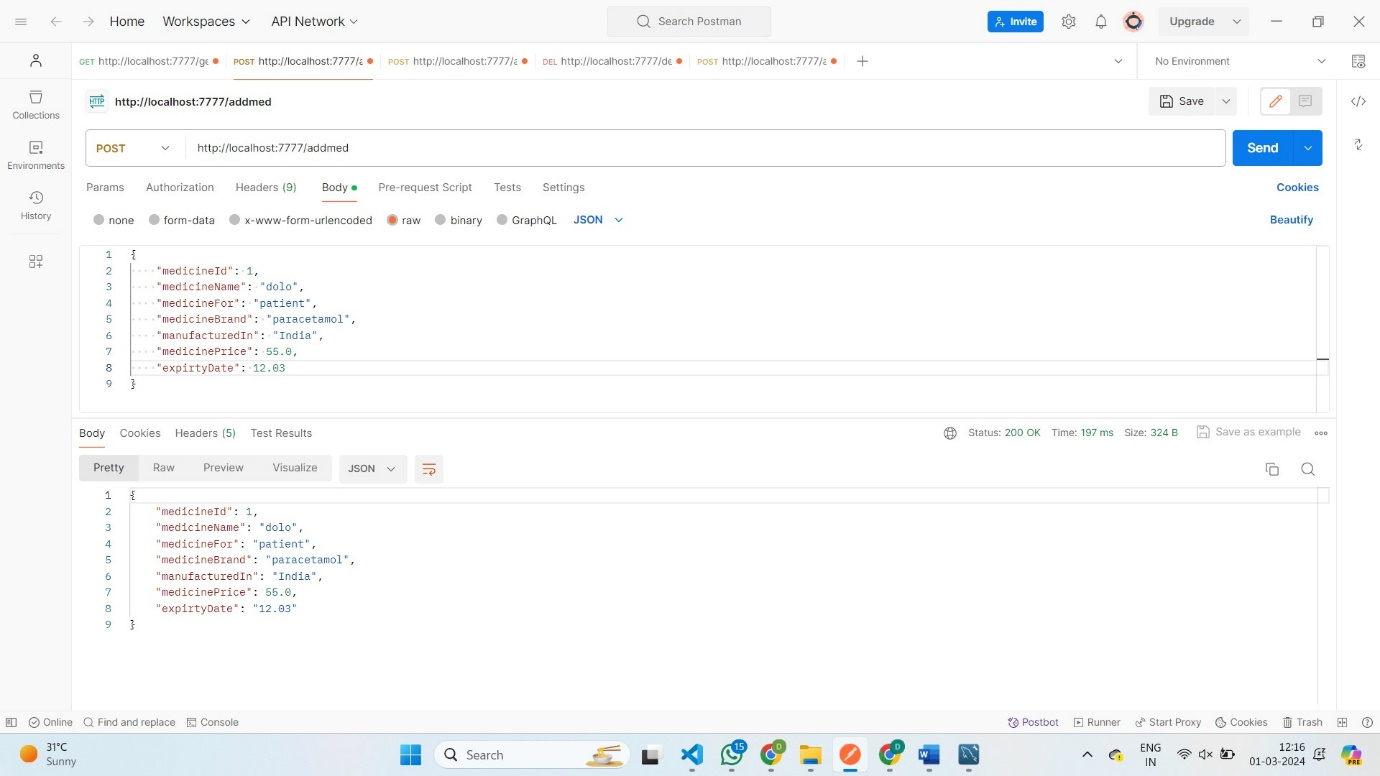 Home Workspaces API Network Search Postman Invite Upgrade
GET http://localhost:7777/ge POST http://localhost:7777/a POST http://localhost:7777/a DEL http://localhost:7777/de POST http://localhost:7777/a No Environment
HTTP http://localhost:7777/addmed Save
POST http://localhost:7777/addmed Send
Params Authorization Headers (9) Body Pre-request Script Tests Settings Cookies
none form-data x-www-form-urlencoded raw binary GraphQL JSON Beautify
Collections
Environments
History
1 {
2 "medicineId": 1,
3 "medicineName": "dolo",
4 "medicineFor": "patient",
5 "medicineBrand": "paracetamol",
6 "manufacturedIn": "India",
7 "medicinePrice": 55.0,
8 "expirtyDate": 12.03
9 }
Body Cookies Headers (5) Test Results Status: 200 OK Time: 197 ms Size: 324 B Save as example
Pretty Raw Preview Visualize JSON
1 {
2 "medicineId": 1,
3 "medicineName": "dolo",
4 "medicineFor": "patient",
5 "medicineBrand": "paracetamol",
6 "manufacturedIn": "India",
7 "medicinePrice": 55.0,
8 "expirtyDate": "12.03"
9 }
Online Find and replace Console Postbot Runner Start Proxy Cookies Trash
31°C
Sunny
Search
15
D
D
W
ENG
IN
12:16
01-03-2024
PRE